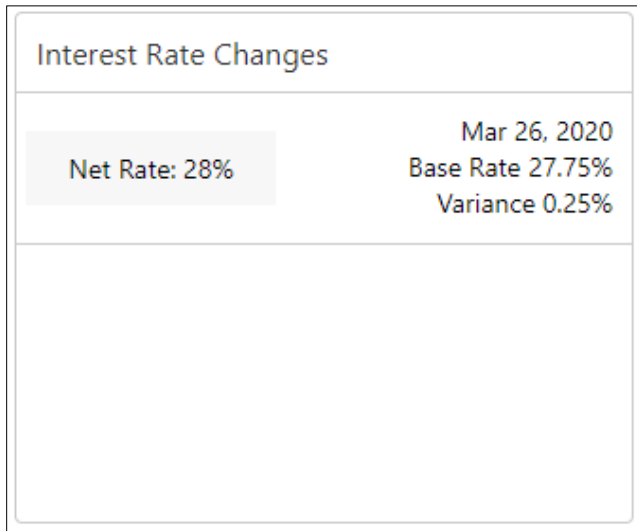 Interest Rate Changes
Net Rate: 28%
Mar 26, 2020
Base Rate 27.75%
Variance 0.25%